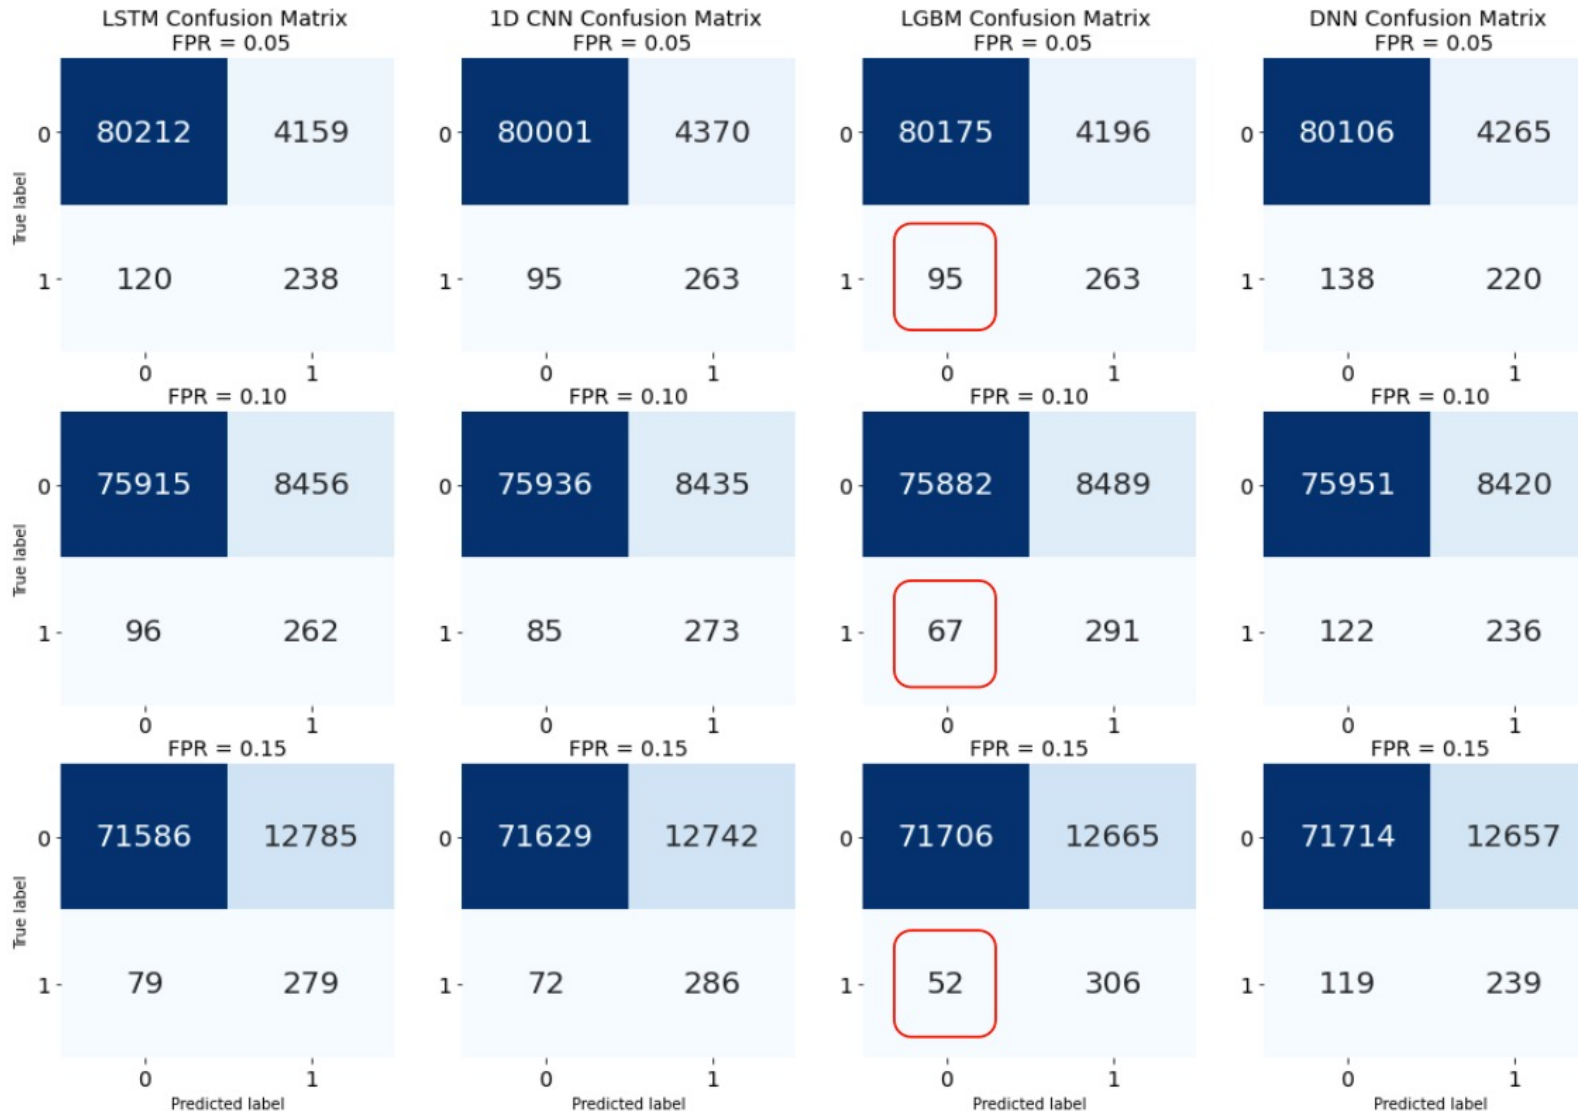 LSTM Confusion Matrix 1D CNN Confusion Matrix LGBM Confusion Matrix DNN Confusion Matrix
FPR = 0.05 FPR = 0.05 FPR = 0.05 FPR = 0.05
True label
0 80212 4159 0 80001 4370 0 80175 4196 0 80106 4265
1 120 238 1 95 263 1 95 263 1 138 220
0 1 0 1 0 1 0 1
FPR = 0.10 FPR = 0.10 FPR = 0.10 FPR = 0.10
True label
0 75915 8456 0 75936 8435 0 75882 8489 0 75951 8420
1 96 262 1 85 273 1 67 291 1 122 236
0 1 0 1 0 1 0 1
FPR = 0.15 FPR = 0.15 FPR = 0.15 FPR = 0.15
True label
0 71586 12785 0 71629 12742 0 71706 12665 0 71714 12657
1 79 279 1 72 286 1 52 306 1 119 239
0 1 0 1 0 1 0 1
Predicted label Predicted label Predicted label Predicted label